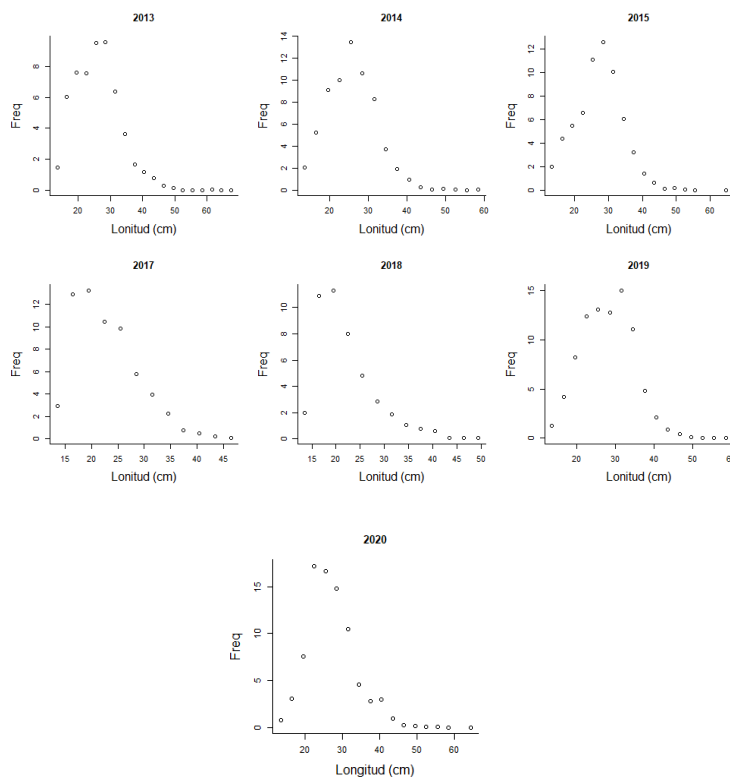 2013
Freq
0 2 4 6 8
20 30 40 50 60
Lonitud (cm)
2014
Freq
0 2 4 6 8 10 12 14
20 30 40 50 60
Lonitud (cm)
2015
Freq
0 2 4 6 8 10 12
20 30 40 50 60
Lonitud (cm)
2017
Freq
0 2 4 6 8 10 12
15 20 25 30 35 40 45
Lonitud (cm)
2018
Freq
0 2 4 6 8 10
15 20 25 30 35 40 45 50
Lonitud (cm)
2019
Freq
0 5 10 15
20 30 40 50 60
Lonitud (cm)
2020
Freq
0 5 10 15
20 30 40 50 60
Longitud (cm)